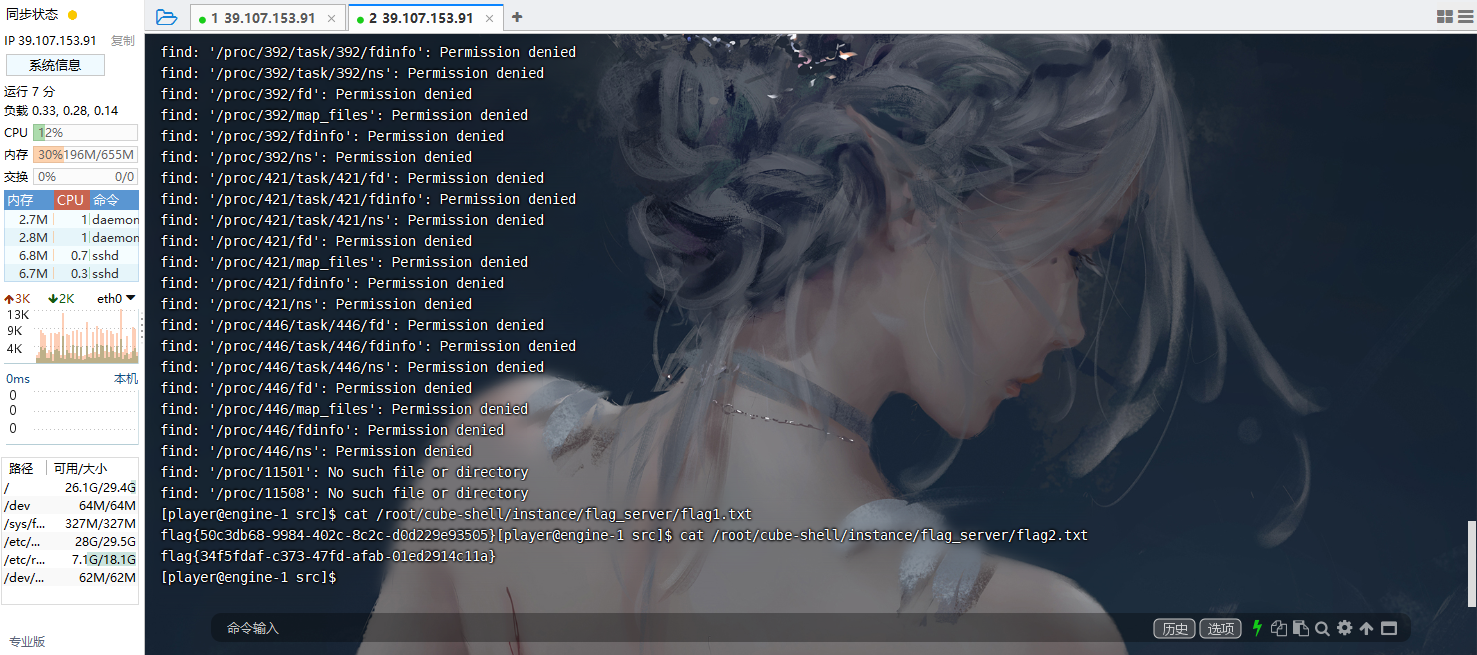 同步状态
IP 39.107.153.91 复制
系统信息
运行 7 分
负载 0.33, 0.28, 0.14
CPU 12%
内存 30% 196M/655M
交换 0% 0/0
内存 CPU 命令
2.7M 1 daemon
2.8M 1 daemon
6.8M 0.7 sshd
6.7M 0.3 sshd
3K 2K eth0
13K
9K
4K
0ms 本机
0
0
0
路径 可用/大小
/ 26.1G/29.4G
/dev 64M/64M
/sys/f... 327M/327M
/etc/... 28G/29.5G
/etc/r... 7.1G/18.1G
/dev/... 62M/62M
专业版
1 39.107.153.91
2 39.107.153.91
find: '/proc/392/task/392/fdinfo': Permission denied
find: '/proc/392/task/392/ns': Permission denied
find: '/proc/392/fd': Permission denied
find: '/proc/392/map_files': Permission denied
find: '/proc/392/fdinfo': Permission denied
find: '/proc/392/ns': Permission denied
find: '/proc/421/task/421/fd': Permission denied
find: '/proc/421/task/421/fdinfo': Permission denied
find: '/proc/421/task/421/ns': Permission denied
find: '/proc/421/fd': Permission denied
find: '/proc/421/map_files': Permission denied
find: '/proc/421/fdinfo': Permission denied
find: '/proc/421/ns': Permission denied
find: '/proc/446/task/446/fd': Permission denied
find: '/proc/446/task/446/fdinfo': Permission denied
find: '/proc/446/task/446/ns': Permission denied
find: '/proc/446/fd': Permission denied
find: '/proc/446/map_files': Permission denied
find: '/proc/446/fdinfo': Permission denied
find: '/proc/446/ns': Permission denied
find: '/proc/11501': No such file or directory
find: '/proc/11508': No such file or directory
[player@engine-1 src]$ cat /root/cube-shell/instance/flag_server/flag1.txt
flag{50c3db68-9984-402c-8c2c-d0d229e93505}[player@engine-1 src]$ cat /root/cube-shell/instance/flag_server/flag2.txt
flag{34f5fdaf-c373-47fd-afab-01ed2914c11a}
[player@engine-1 src]$
命令输入
历史 选项